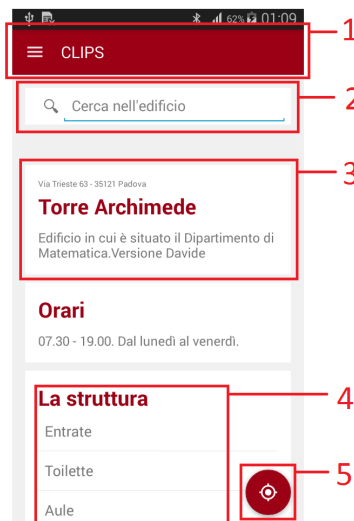 62% 01:09
1
CLIPS
2
Cerca nell'edificio
3
Via Trieste 63 - 35121 Padova
Torre Archimede
Edificio in cui è situato il Dipartimento di
Matematica.Versione Davide
Orari
07.30 - 19.00. Dal lunedì al venerdì.
4
La struttura
Entrate
Toilette
5
Aule